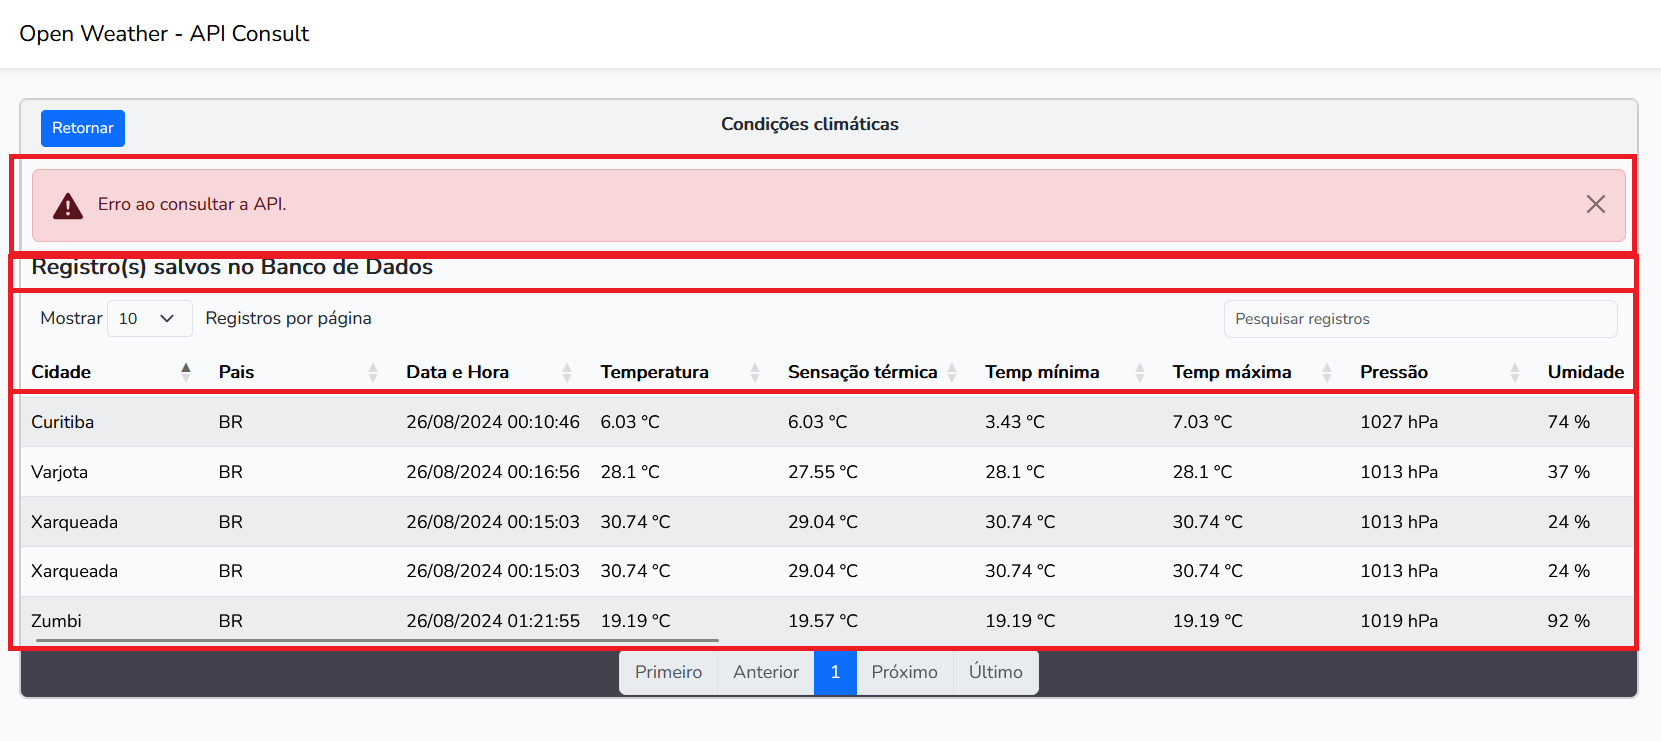 Open Weather - API Consult
Retornar
Condições climáticas
Erro ao consultar a API.
Registro(s) salvos no Banco de Dados
Mostrar 10 Registros por página Pesquisar registros
Cidade Pais Data e Hora Temperatura Sensação térmica Temp mínima Temp máxima Pressão Umidade
Curitiba BR 26/08/2024 00:10:46 6.03 °C 6.03 °C 3.43 °C 7.03 °C 1027 hPa 74 %
Varjota BR 26/08/2024 00:16:56 28.1 °C 27.55 °C 28.1 °C 28.1 °C 1013 hPa 37 %
Xarqueada BR 26/08/2024 00:15:03 30.74 °C 29.04 °C 30.74 °C 30.74 °C 1013 hPa 24 %
Xarqueada BR 26/08/2024 00:15:03 30.74 °C 29.04 °C 30.74 °C 30.74 °C 1013 hPa 24 %
Zumbi BR 26/08/2024 01:21:55 19.19 °C 19.57 °C 19.19 °C 19.19 °C 1019 hPa 92 %
Primeiro Anterior 1 Próximo Último